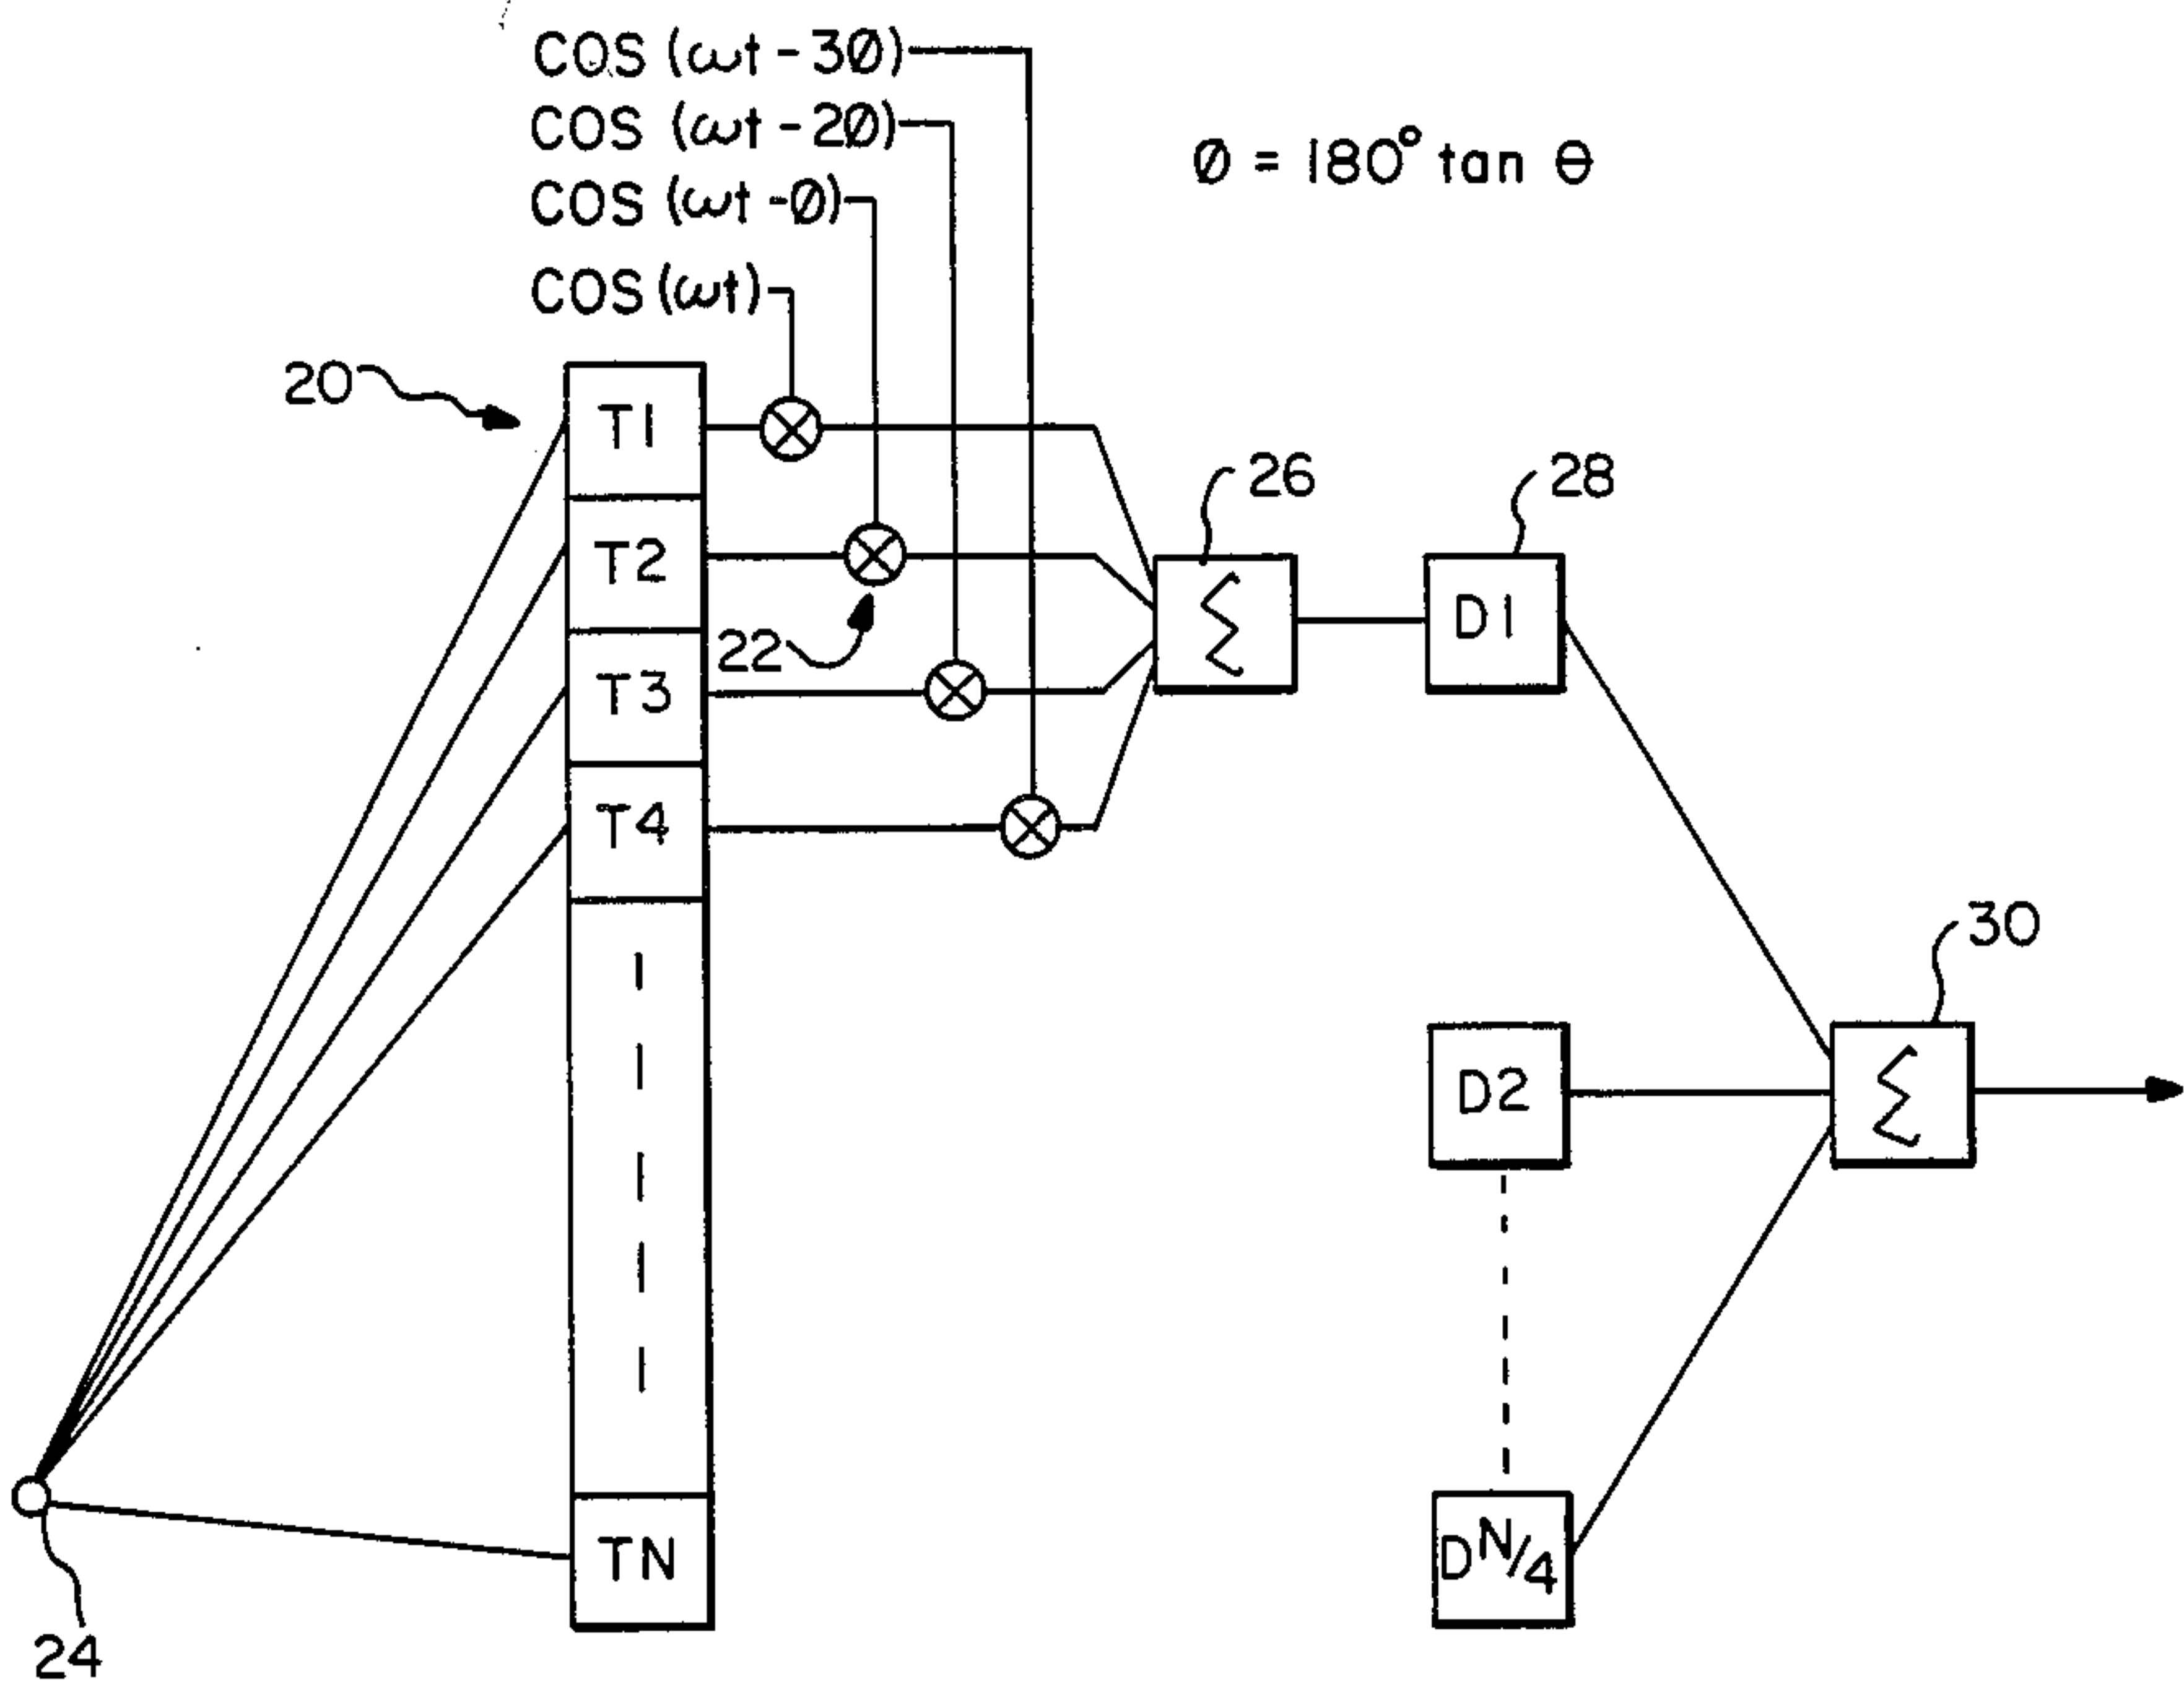 COS (ωt - 3Ø)
COS (ωt - 2Ø)
COS (ωt - Ø)
COS (ωt)
Ø = 180° tan θ
20
T1
T2
T3
T4
TN
22
24
26
Σ
28
D1
D2
D N/4
30
Σ